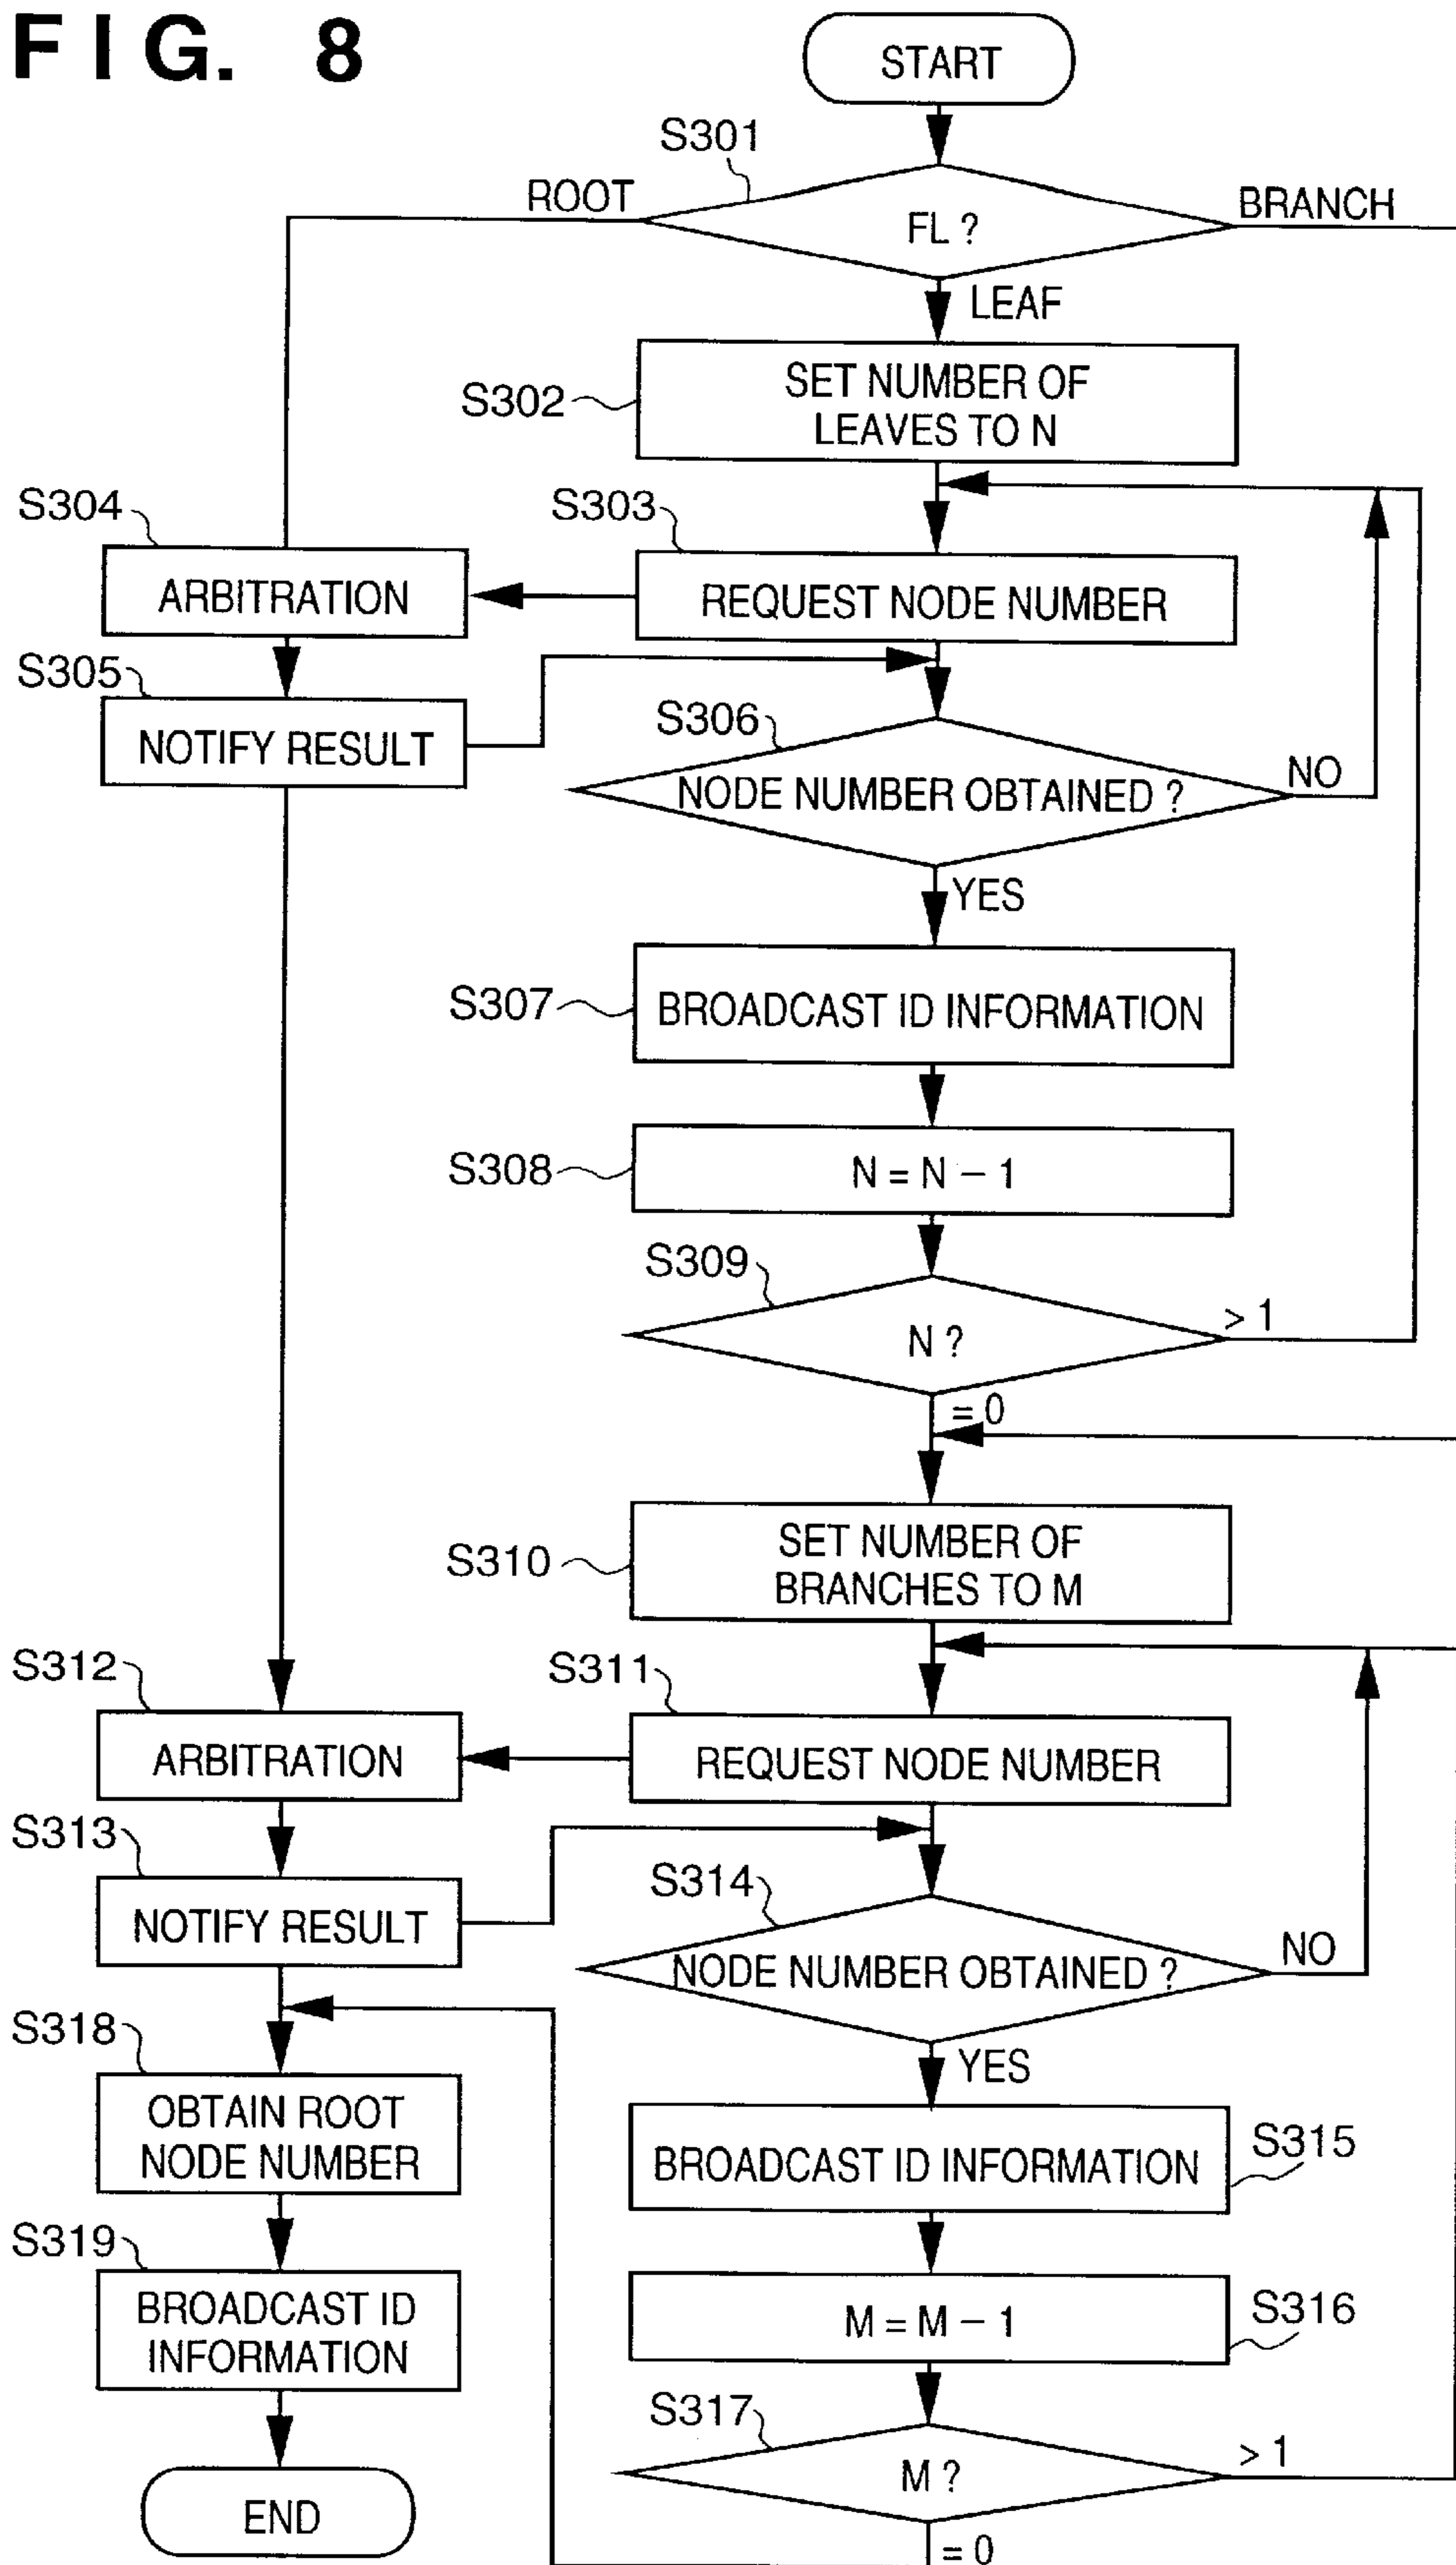 FIG. 8
START
S301
ROOT
FL ?
BRANCH
LEAF
S302
SET NUMBER OF
LEAVES TO N
S304
S303
ARBITRATION
REQUEST NODE NUMBER
S305
NOTIFY RESULT
S306
NODE NUMBER OBTAINED ?
NO
YES
S307
BROADCAST ID INFORMATION
S308
N = N − 1
S309
N ?
> 1
= 0
S310
SET NUMBER OF
BRANCHES TO M
S312
S311
ARBITRATION
REQUEST NODE NUMBER
S313
NOTIFY RESULT
S314
NODE NUMBER OBTAINED ?
NO
S318
YES
OBTAIN ROOT
NODE NUMBER
BROADCAST ID INFORMATION
S315
S319
BROADCAST ID
INFORMATION
M = M − 1
S316
S317
M ?
> 1
END
= 0